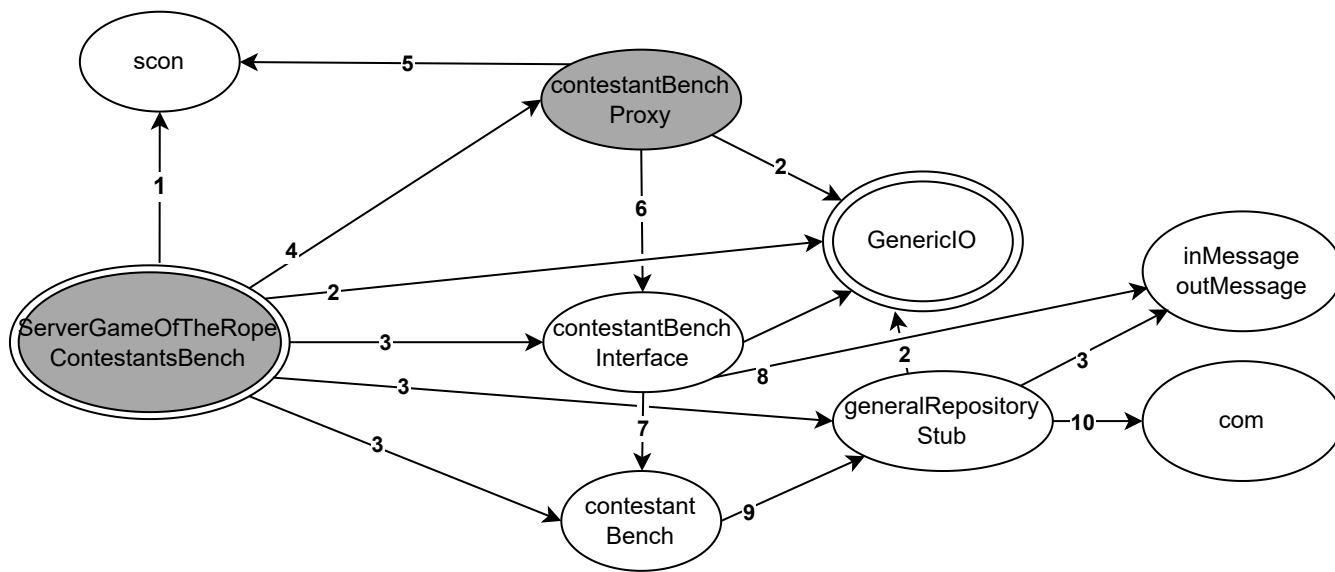 scon
5
contestantBench
Proxy
1
2
6
4
GenericIO
inMessage
outMessage
2
ServerGameOfTheRope
ContestantsBench
3
contestantBench
Interface
8
2
3
3
generalRepository
Stub
10
com
7
3
contestant
Bench
9